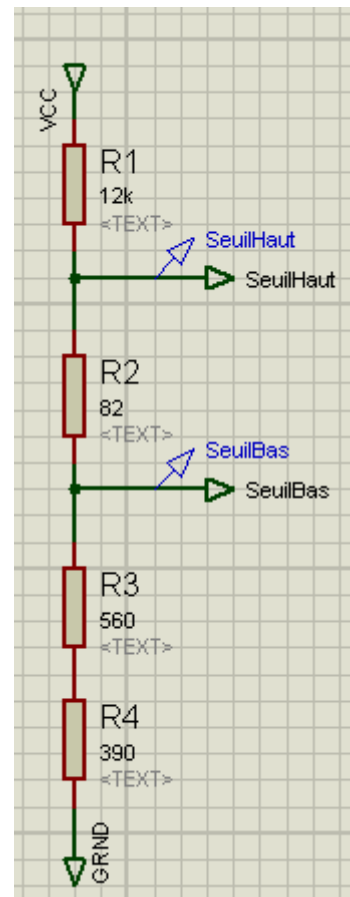 VCC
R1
12k
<TEXT>
SeuilHaut
SeuilHaut
R2
82
<TEXT>
SeuilBas
SeuilBas
R3
560
<TEXT>
R4
390
<TEXT>
GRND